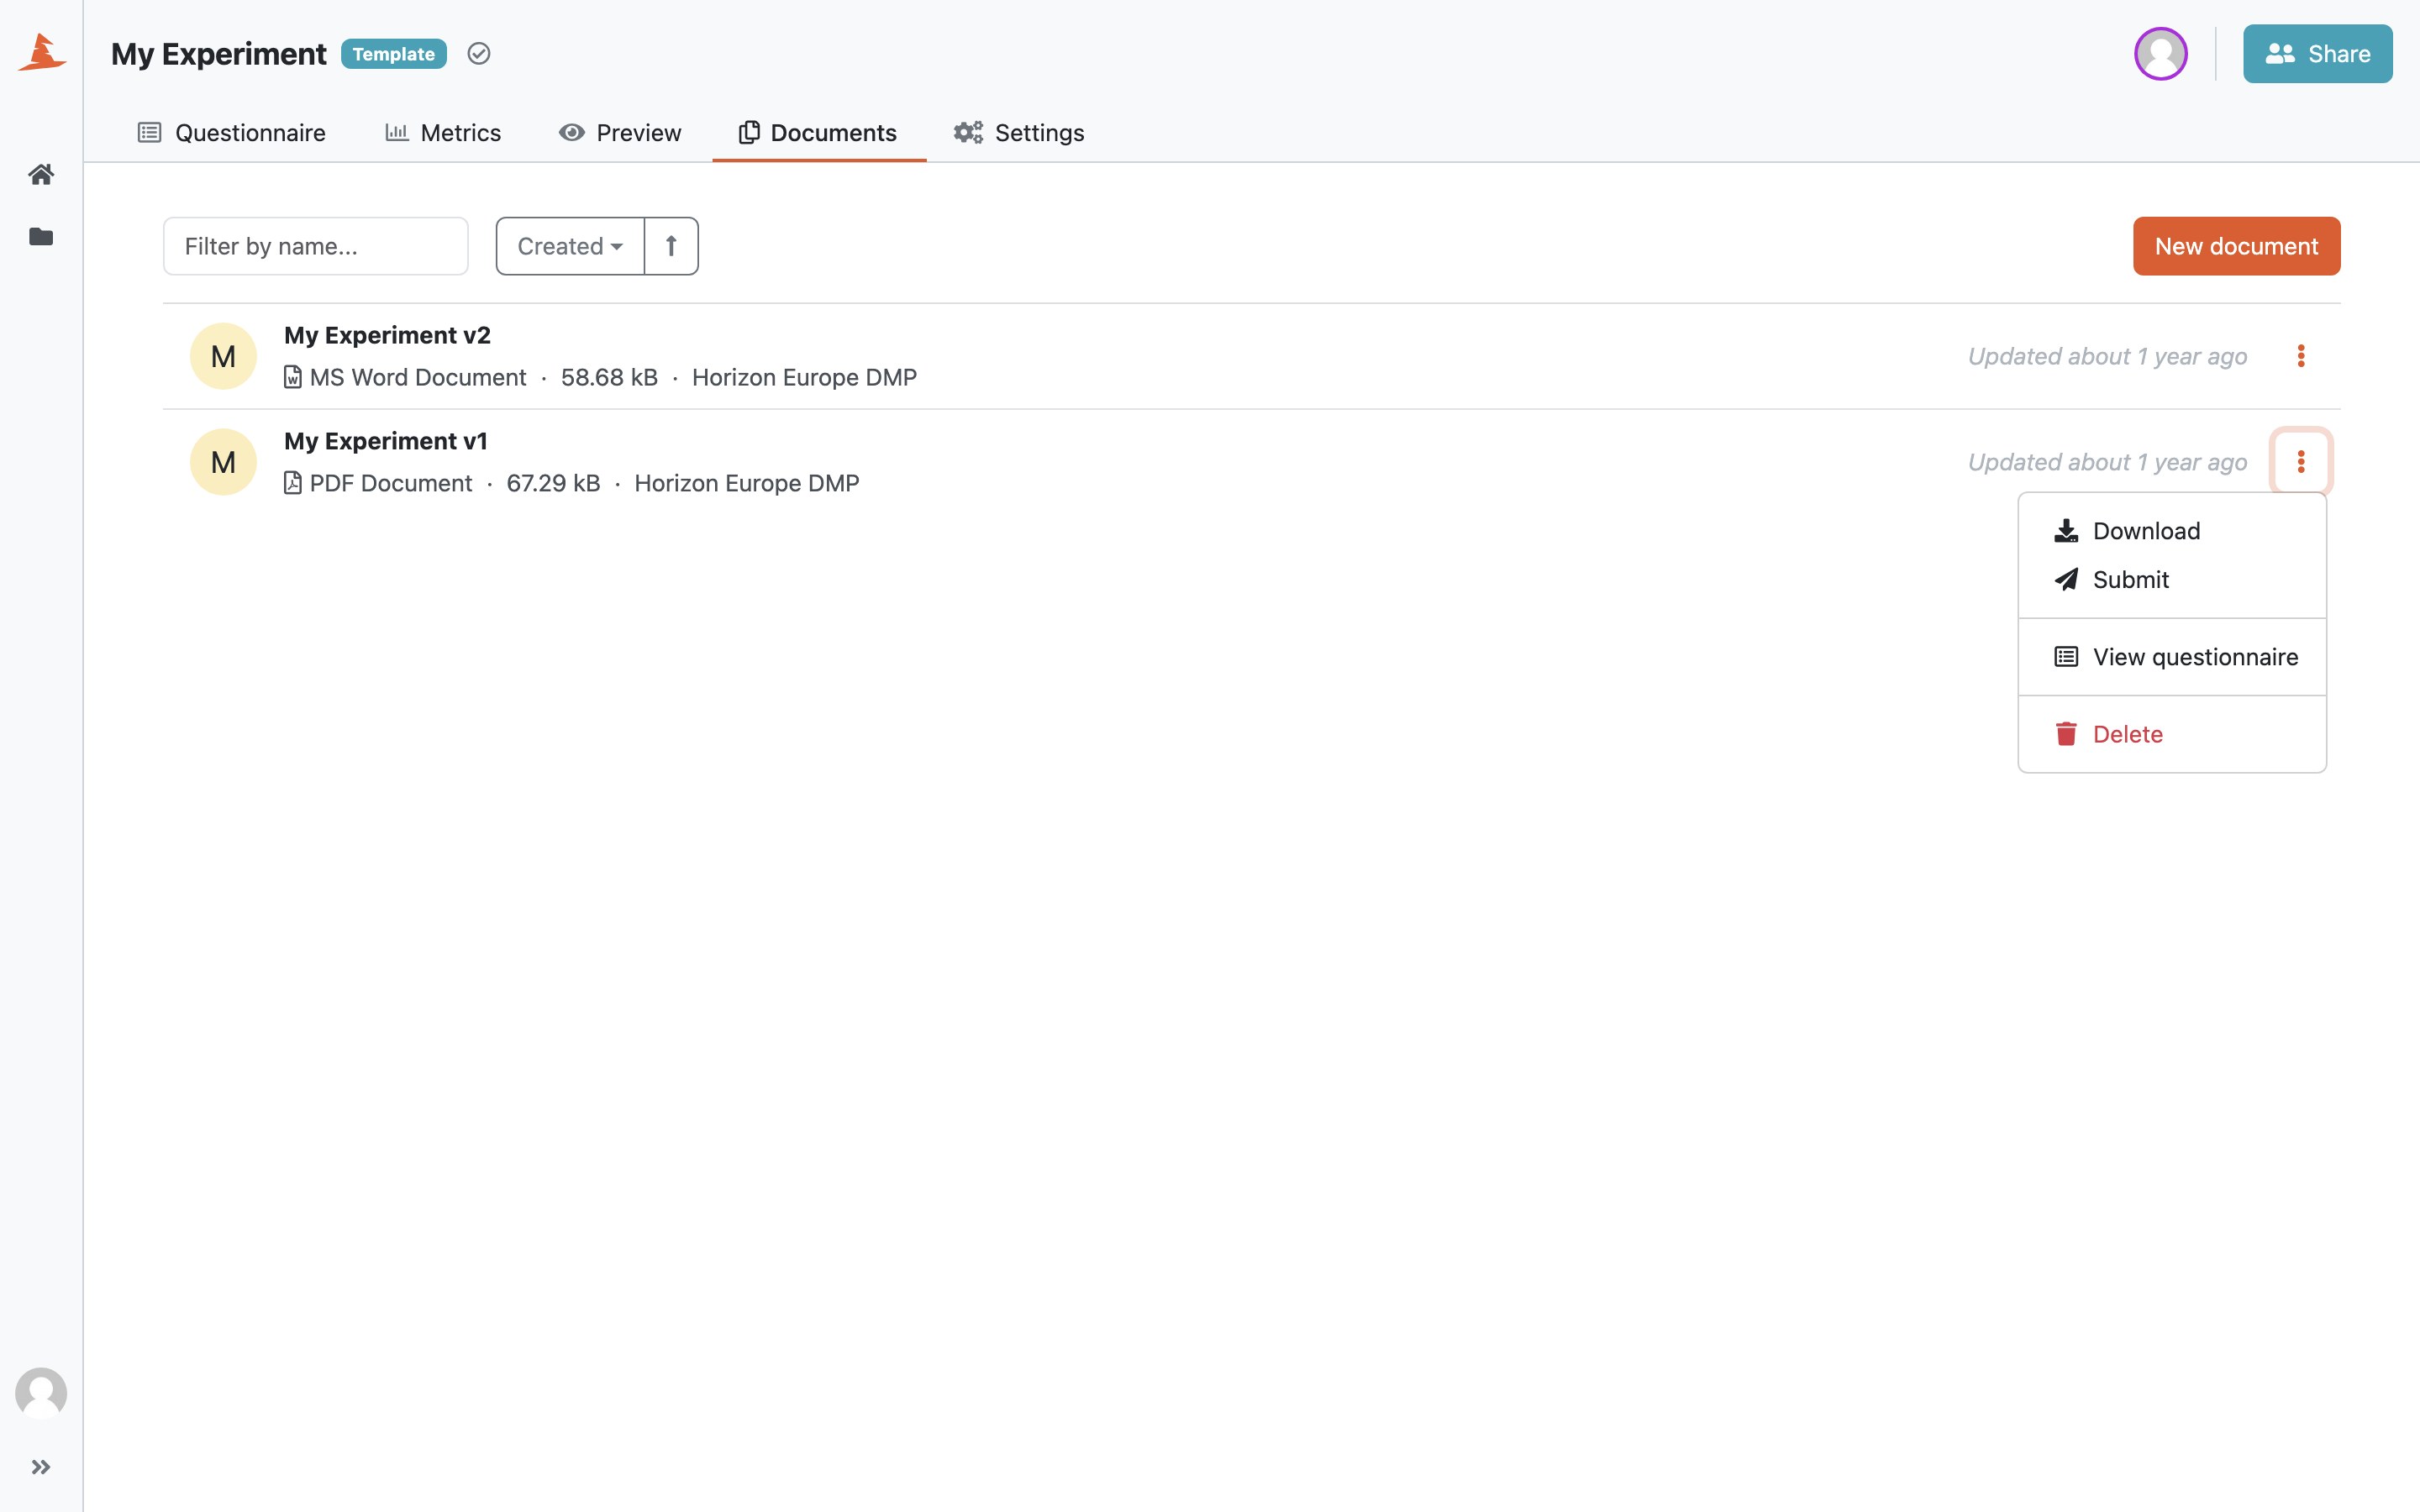 My Experiment Template
Share
Questionnaire Metrics Preview Documents Settings
Filter by name... Created New document
My Experiment v2
MS Word Document · 58.68 kB · Horizon Europe DMP
Updated about 1 year ago
M
My Experiment v1
PDF Document · 67.29 kB · Horizon Europe DMP
Updated about 1 year ago
M
Download
Submit
View questionnaire
Delete